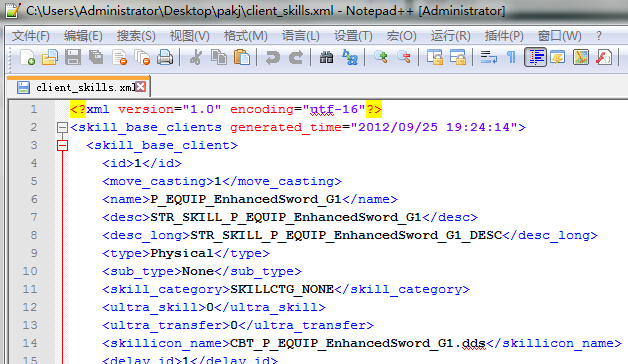 C:\Users\Administrator\Desktop\pakj\client_skills.xml - Notepad++ [Administrator]
文件(F) 编辑(E) 搜索(S) 视图(V) 格式(M) 语言(L) 设置(T) 宏(O) 运行(R) 插件(P) 窗口(W) ?
client_skills.xml
1 <?xml version="1.0" encoding="utf-16"?>
2 <skill_base_clients generated_time="2012/09/25 19:24:14">
3 <skill_base_client>
4 <id>1</id>
5 <move_casting>1</move_casting>
6 <name>P_EQUIP_EnhancedSword_G1</name>
7 <desc>STR_SKILL_P_EQUIP_EnhancedSword_G1</desc>
8 <desc_long>STR_SKILL_P_EQUIP_EnhancedSword_G1_DESC</desc_long>
9 <type>Physical</type>
10 <sub_type>None</sub_type>
11 <skill_category>SKILLCTG_NONE</skill_category>
12 <ultra_skill>0</ultra_skill>
13 <ultra_transfer>0</ultra_transfer>
14 <skillicon_name>CBT_P_EQUIP_EnhancedSword_G1.dds</skillicon_name>
15 <delay_id>1</delay_id>